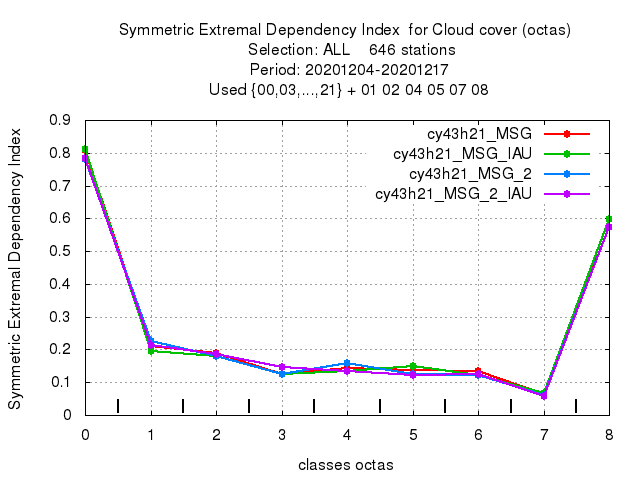 Symmetric Extremal Dependency Index  for Cloud cover (octas)
Selection: ALL    646 stations
Period: 20201204-20201217
Used {00,03,...,21} + 01 02 04 05 07 08
cy43h21_MSG
cy43h21_MSG_IAU
cy43h21_MSG_2
cy43h21_MSG_2_IAU
Symmetric Extremal Dependency Index
0.9
0.8
0.7
0.6
0.5
0.4
0.3
0.2
0.1
0
0 1 2 3 4 5 6 7 8
classes octas